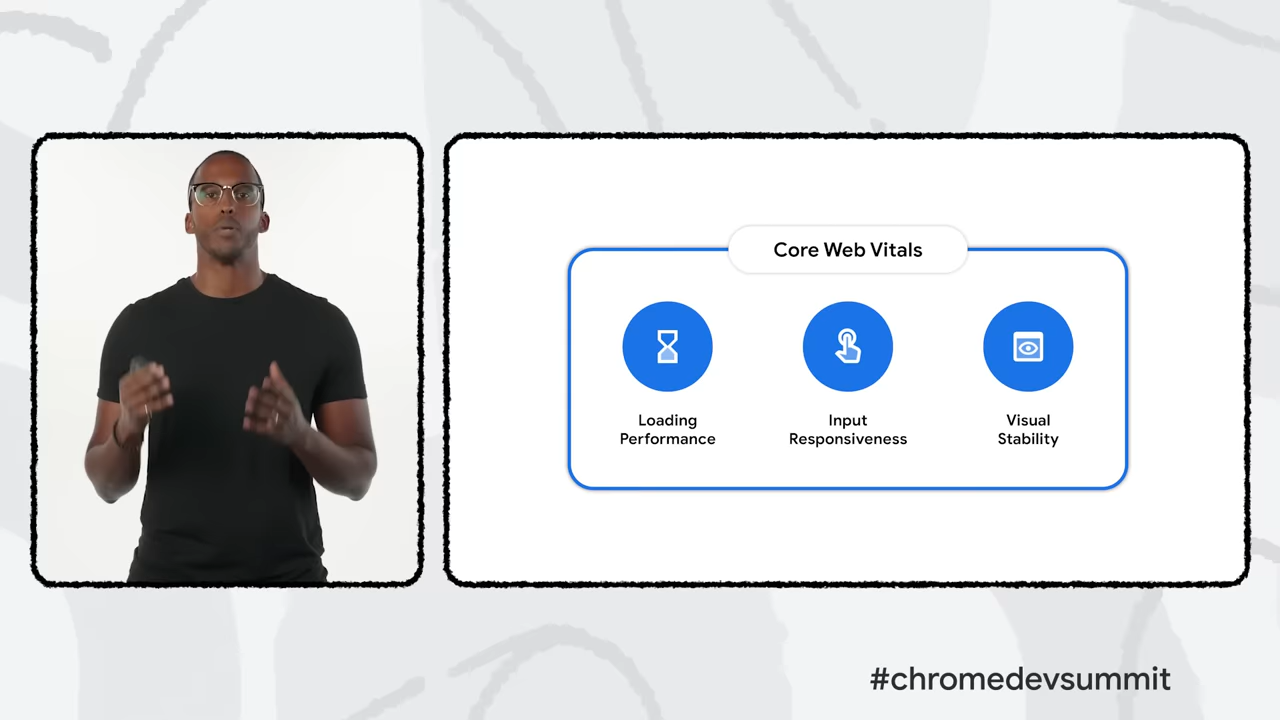 Core Web Vitals
Loading
Performance
Input
Responsiveness
Visual
Stability
#chromedevsummit